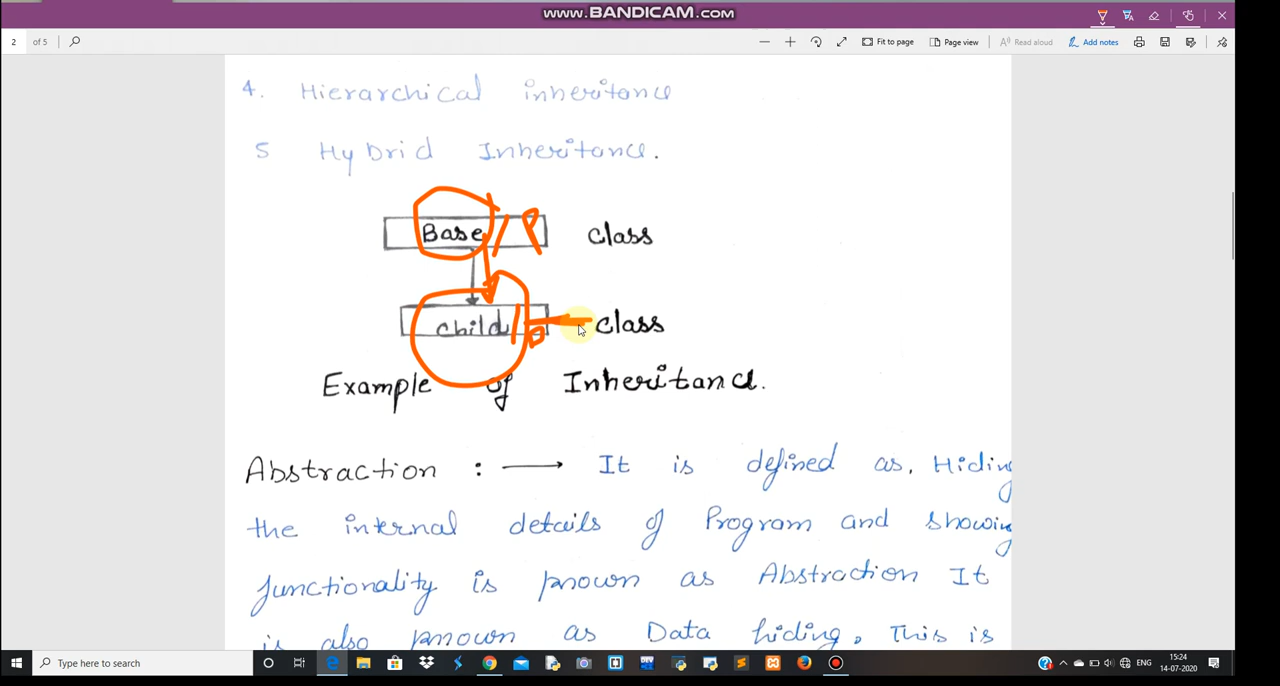 www.BANDICAM.com
2 of 5
Fit to page
Page view
Read aloud
Add notes
4. Hierarchical inheritance
5 Hybrid Inheritance.
Base / P class
child / D class
Example of Inheritance.
Abstraction : → It is defined as. Hiding
the internal details of Program and showing
functionality is known as Abstraction It
is also known as Data hiding. This is
Type here to search
ENG
15:24
14-07-2020